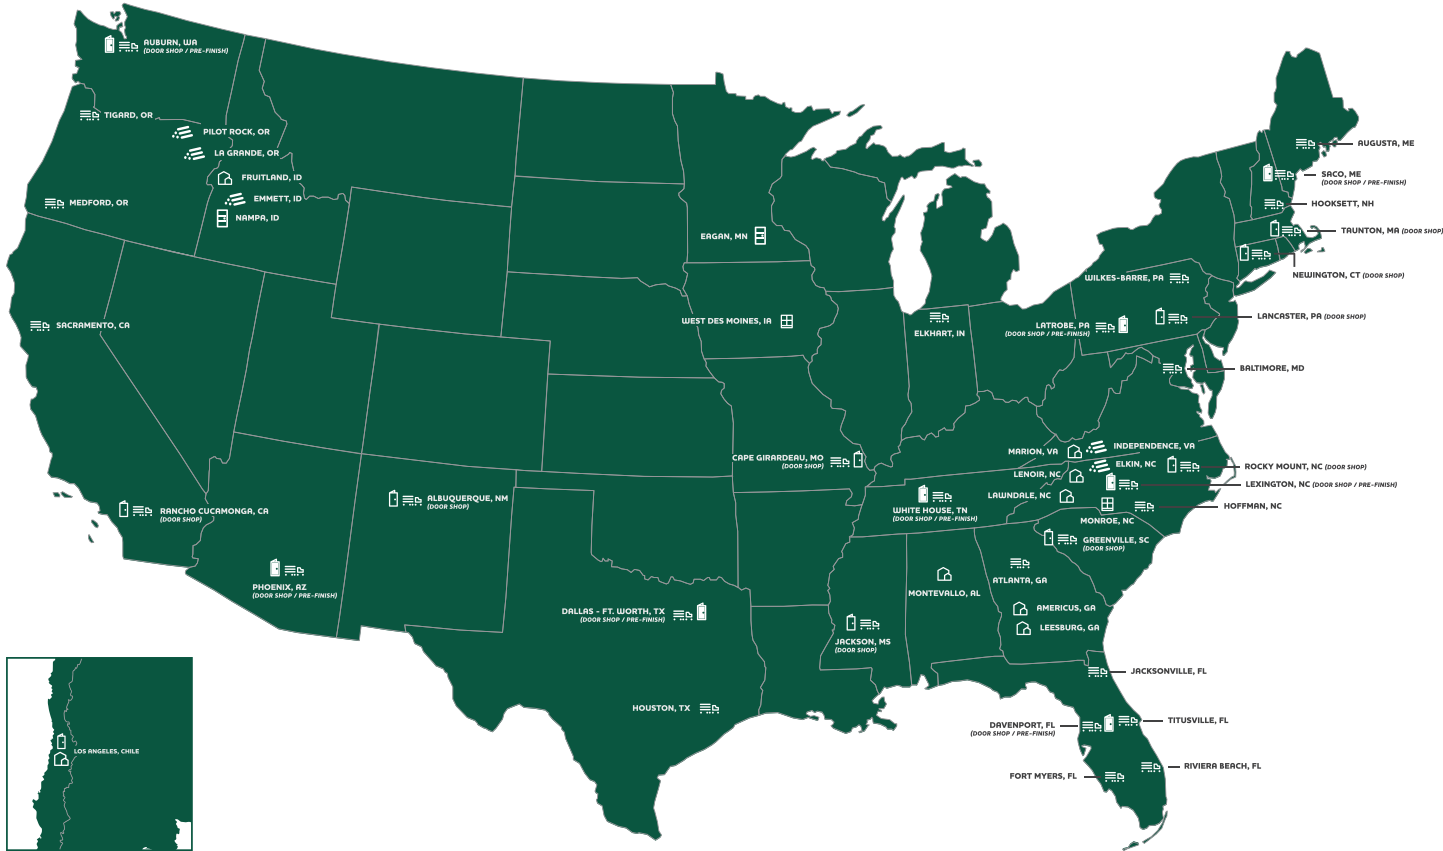 AUBURN, WA
(DOOR SHOP / PRE-FINISH)
TIGARD, OR
PILOT ROCK, OR
LA GRANDE, OR
FRUITLAND, ID
EMMETT, ID
NAMPA, ID
MEDFORD, OR
SACRAMENTO, CA
RANCHO CUCAMONGA, CA
(DOOR SHOP)
PHOENIX, AZ
(DOOR SHOP / PRE-FINISH)
ALBUQUERQUE, NM
(DOOR SHOP)
DALLAS - FT. WORTH, TX
(DOOR SHOP / PRE-FINISH)
HOUSTON, TX
EAGAN, MN
WEST DES MOINES, IA
CAPE GIRARDEAU, MO
(DOOR SHOP)
ELKHART, IN
WHITE HOUSE, TN
(DOOR SHOP / PRE-FINISH)
JACKSON, MS
(DOOR SHOP)
MONTEVALLO, AL
ATLANTA, GA
AMERICUS, GA
LEESBURG, GA
AUGUSTA, ME
SACO, ME
(DOOR SHOP / PRE-FINISH)
HOOKSETT, NH
TAUNTON, MA (DOOR SHOP)
NEWINGTON, CT (DOOR SHOP)
WILKES-BARRE, PA
LANCASTER, PA (DOOR SHOP)
LATROBE, PA
(DOOR SHOP / PRE-FINISH)
BALTIMORE, MD
MARION, VA
INDEPENDENCE, VA
ELKIN, NC
LENOIR, NC
LAWNDALE, NC
ROCKY MOUNT, NC (DOOR SHOP)
LEXINGTON, NC (DOOR SHOP / PRE-FINISH)
HOFFMAN, NC
MONROE, NC
GREENVILLE, SC
(DOOR SHOP)
JACKSONVILLE, FL
TITUSVILLE, FL
DAVENPORT, FL
(DOOR SHOP / PRE-FINISH)
RIVIERA BEACH, FL
FORT MYERS, FL
LOS ANGELES, CHILE